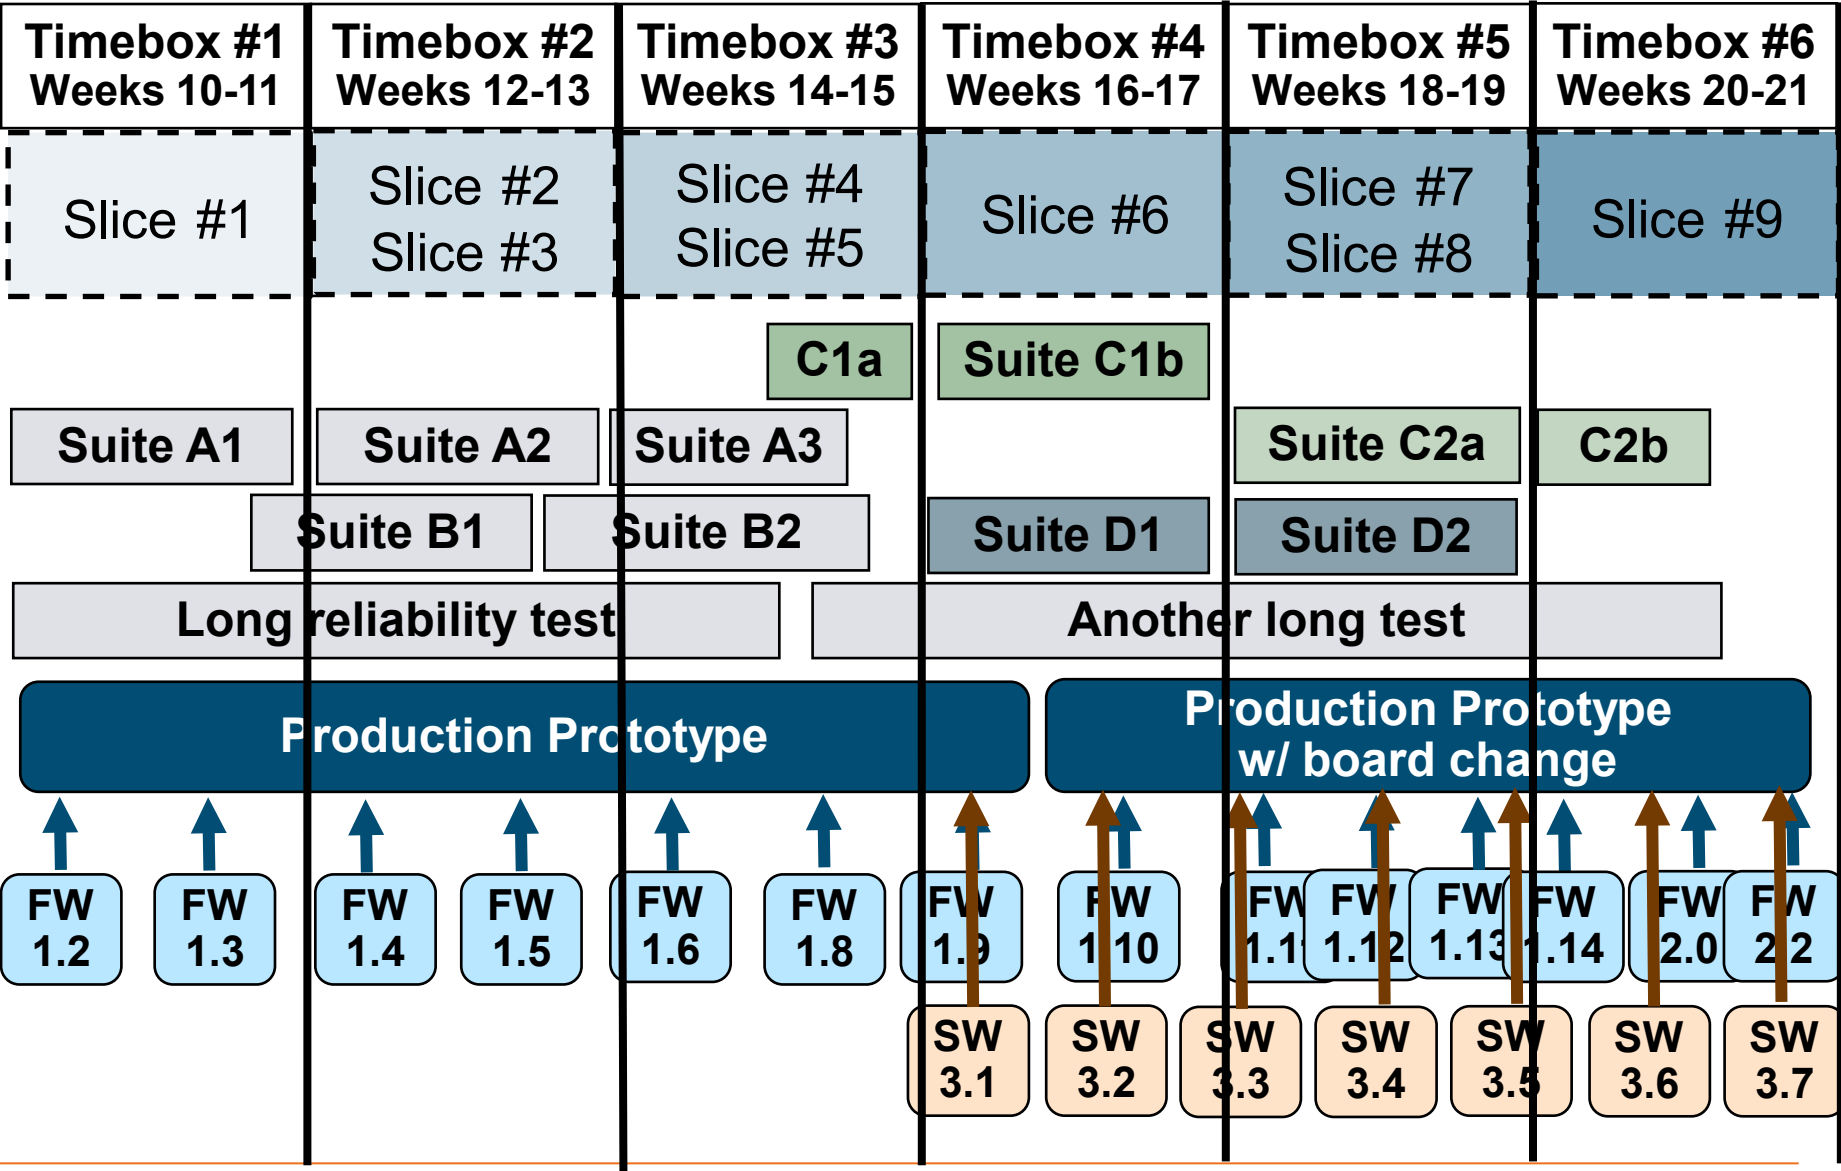 Timebox #1
Weeks 10-11
Timebox #2
Weeks 12-13
Timebox #3
Weeks 14-15
Timebox #4
Weeks 16-17
Timebox #5
Weeks 18-19
Timebox #6
Weeks 20-21
Slice #1
Slice #2
Slice #3
Slice #4
Slice #5
Slice #6
Slice #7
Slice #8
Slice #9
C1a
Suite C1b
Suite A1
Suite A2
Suite A3
Suite C2a
C2b
Suite B1
Suite B2
Suite D1
Suite D2
Long reliability test
Another long test
Production Prototype
Production Prototype
w/ board change
FW
1.2
FW
1.3
FW
1.4
FW
1.5
FW
1.6
FW
1.8
FW
1.9
FW
1.10
FW
1.11
FW
1.12
FW
1.13
FW
1.14
FW
2.0
FW
2.2
SW
3.1
SW
3.2
SW
3.3
SW
3.4
SW
3.5
SW
3.6
SW
3.7